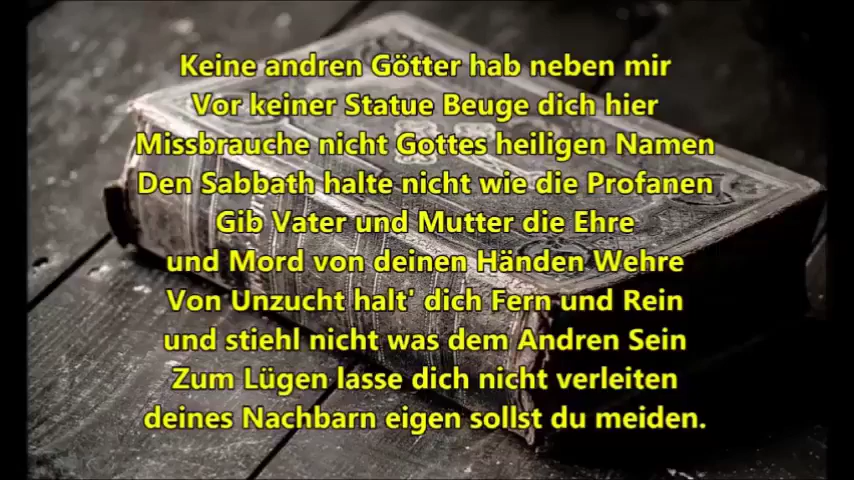 Keine andren Götter hab neben mir
Vor keiner Statue Beuge dich hier
Missbrauche nicht Gottes heiligen Namen
Den Sabbath halte nicht wie die Profanen
Gib Vater und Mutter die Ehre
und Mord von deinen Händen Wehre
Von Unzucht halt' dich Fern und Rein
und stiehl nicht was dem Andren Sein
Zum Lügen lasse dich nicht verleiten
deines Nachbarn eigen sollst du meiden.